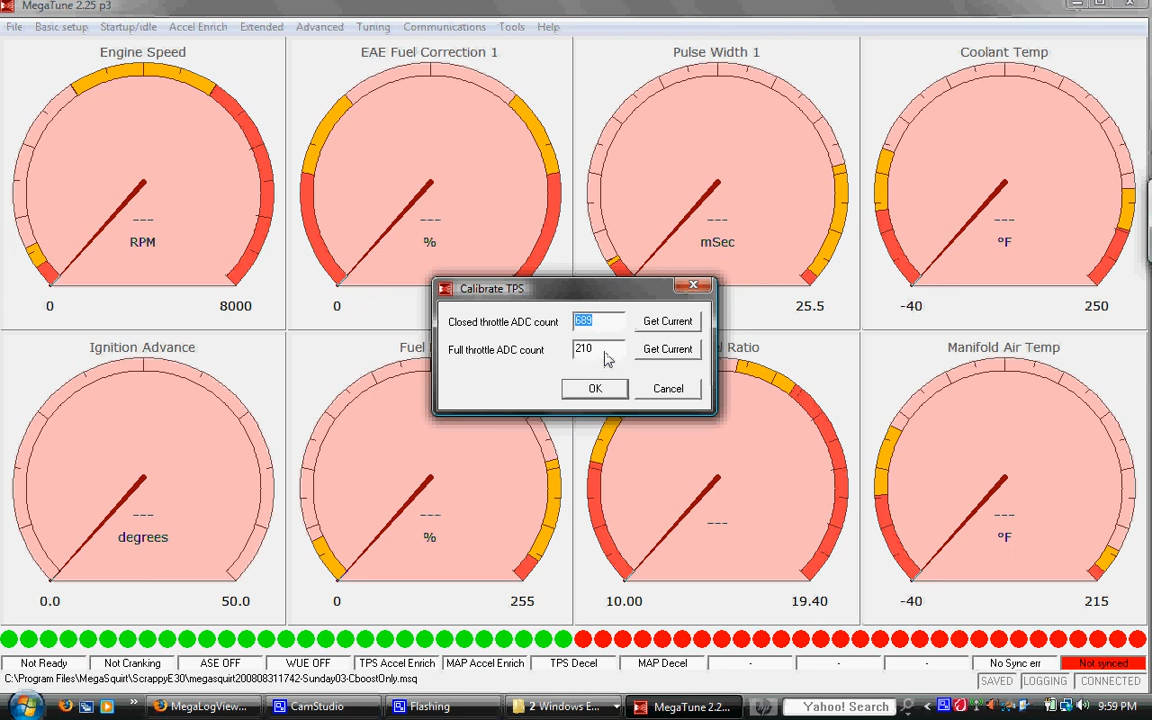 MegaTune 2.25 p3
File Basic setup Startup/idle Accel Enrich Extended Advanced Tuning Communications Tools Help
Engine Speed EAE Fuel Correction 1 Pulse Width 1 Coolant Temp
--- --- --- ---
RPM % mSec °F
0 8000 0 25.5 -40 250
Calibrate TPS
Closed throttle ADC count 689 Get Current
Full throttle ADC count 210 Get Current
OK Cancel
Ignition Advance Fuel Ratio Manifold Air Temp
--- --- --- ---
degrees % °F
0.0 50.0 0 255 10.00 19.40 -40 215
Not Ready Not Cranking ASE OFF WUE OFF TPS Accel Enrich MAP Accel Enrich TPS Decel MAP Decel - - - No Sync err Not synced
C:\Program Files\MegaSquirt\ScrappyE30\megasquirt200808311742-Sunday03-CboostOnly.msq SAVED LOGGING CONNECTED
MegaLogView... CamStudio Flashing 2 Windows E... MegaTune 2.2... Yahoo! Search 9:59 PM